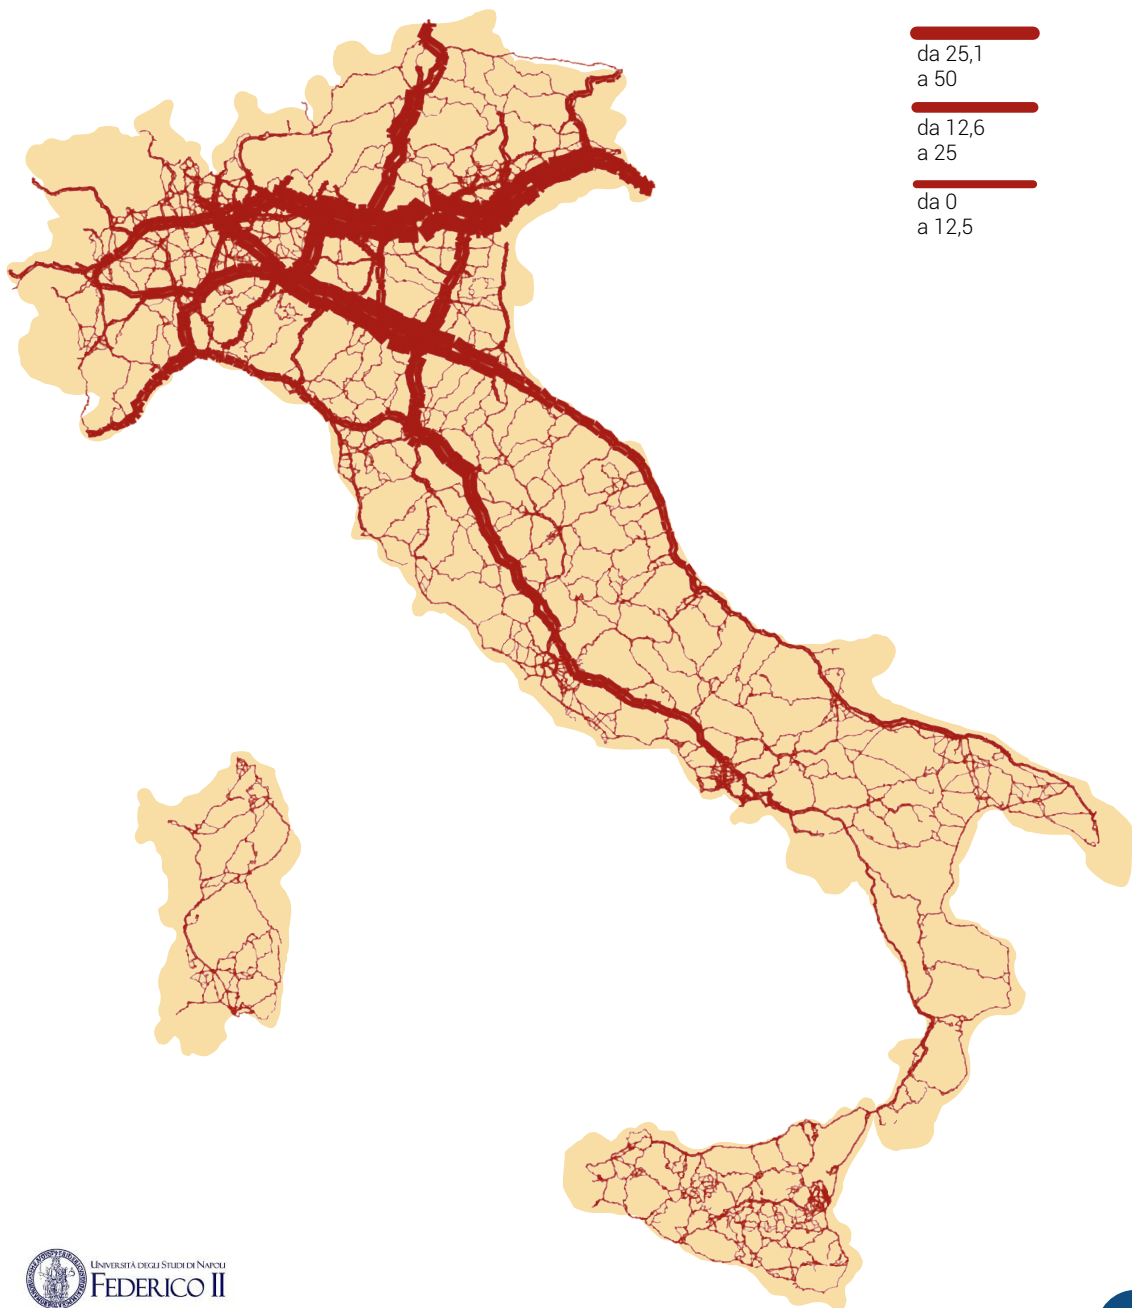 da 25,1
a 50
da 12,6
a 25
da 0
a 12,5
UNIVERSITÀ DEGLI STUDI DI NAPOLI
FEDERICO II